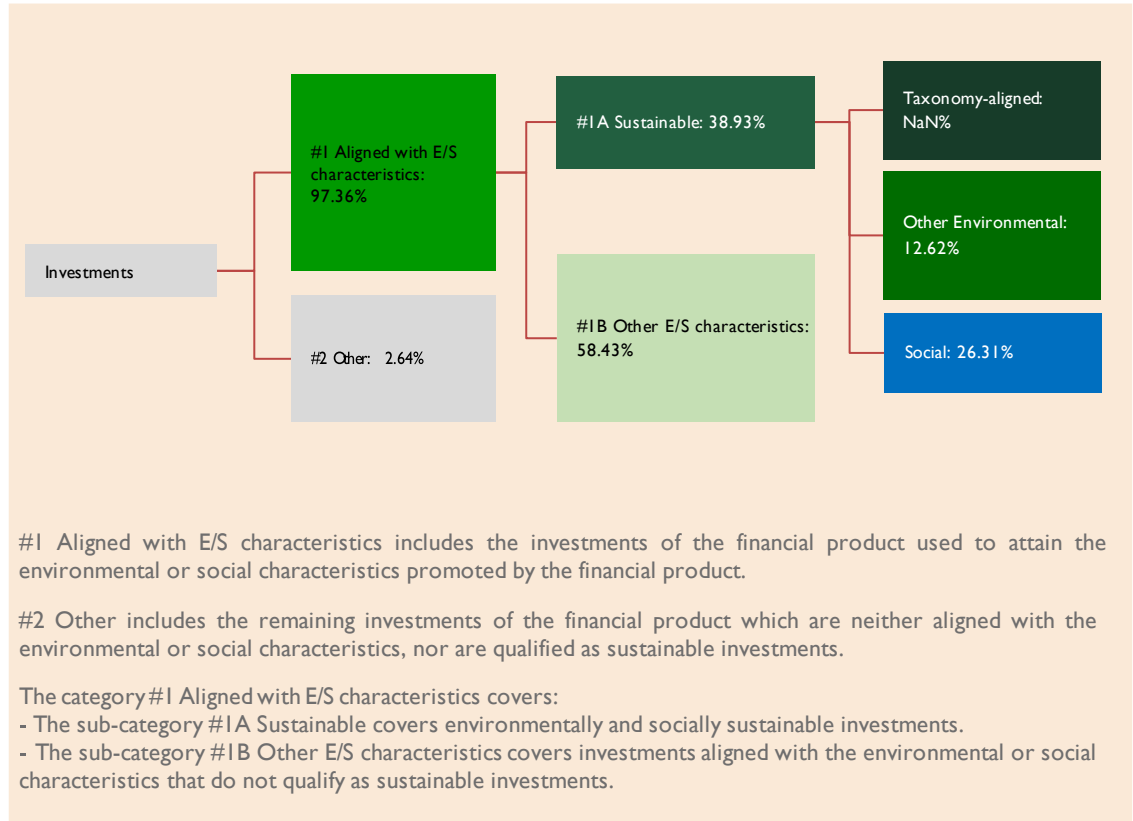 Investments
#1 Aligned with E/S
characteristics:
97.36%
#2 Other: 2.64%
#1A Sustainable: 38.93%
#1B Other E/S characteristics:
58.43%
Taxonomy-aligned:
NaN%
Other Environmental:
12.62%
Social: 26.31%
#1 Aligned with E/S characteristics includes the investments of the financial product used to attain the
environmental or social characteristics promoted by the financial product.
#2 Other includes the remaining investments of the financial product which are neither aligned with the
environmental or social characteristics, nor are qualified as sustainable investments.
The category #1 Aligned with E/S characteristics covers:
- The sub-category #1A Sustainable covers environmentally and socially sustainable investments.
- The sub-category #1B Other E/S characteristics covers investments aligned with the environmental or social
characteristics that do not qualify as sustainable investments.